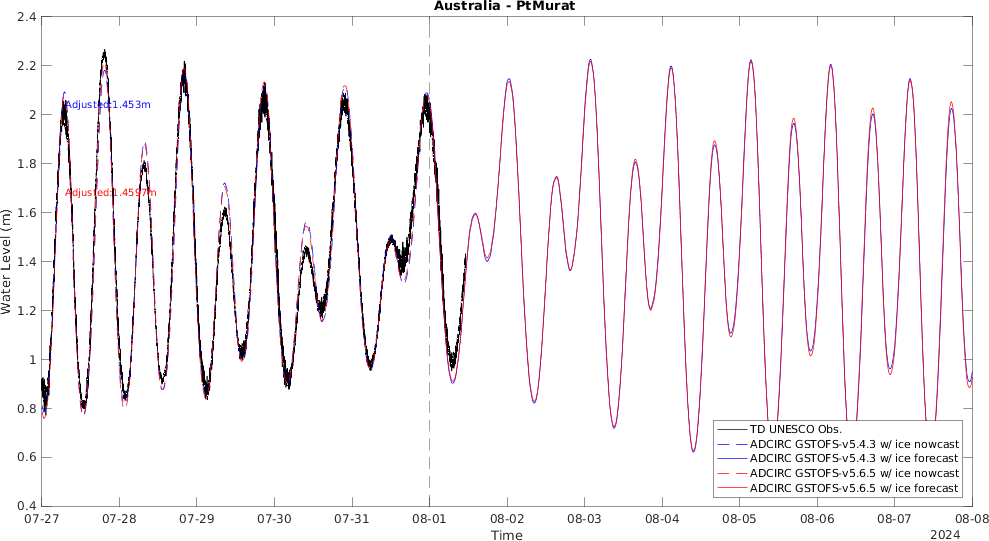 Australia - PtMurat
2.4
2.2
2
1.8
1.6
1.4
1.2
1
0.8
0.6
0.4
Water Level (m)
Adjusted:1.453m
Adjusted:1.4597m
TD UNESCO Obs.
ADCIRC GSTOFS-v5.4.3 w/ ice nowcast
ADCIRC GSTOFS-v5.4.3 w/ ice forecast
ADCIRC GSTOFS-v5.6.5 w/ ice nowcast
ADCIRC GSTOFS-v5.6.5 w/ ice forecast
07-27 07-28 07-29 07-30 07-31 08-01 08-02 08-03 08-04 08-05 08-06 08-07 08-08
Time
2024